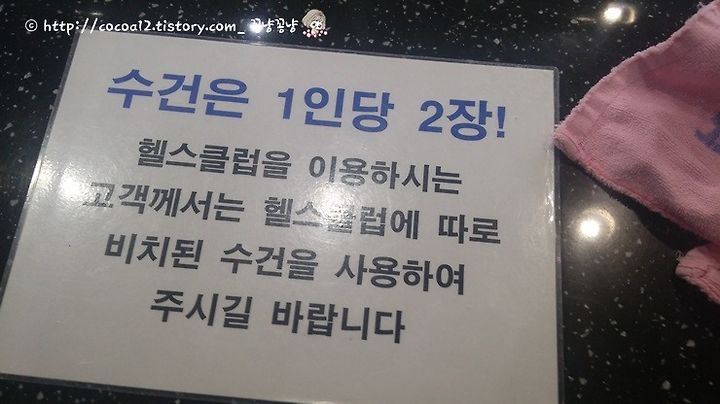 © http://cocoa12.tistory.com_ 꼬냥꼬냥
수건은 1인당 2장!
헬스클럽을 이용하시는
고객께서는 헬스클럽에 따로
비치된 수건을 사용하여
주시길 바랍니다